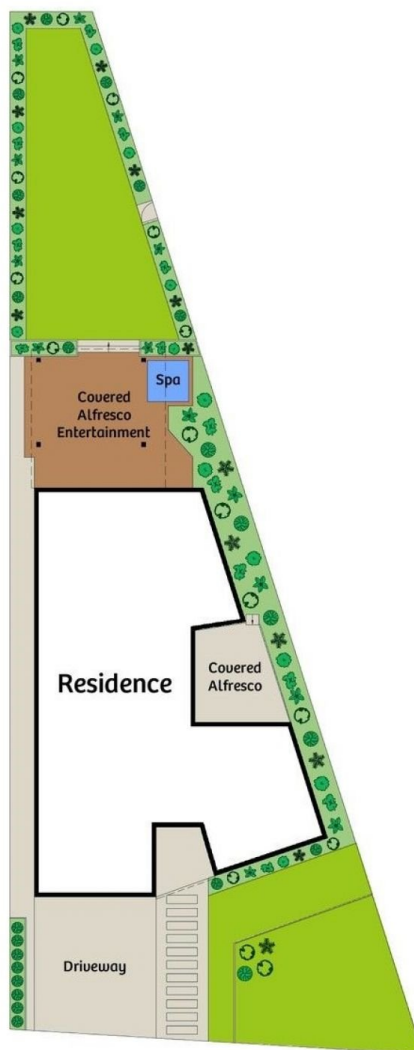 Spa
Covered
Alfresco
Entertainment
Residence
Covered
Alfresco
Driveway